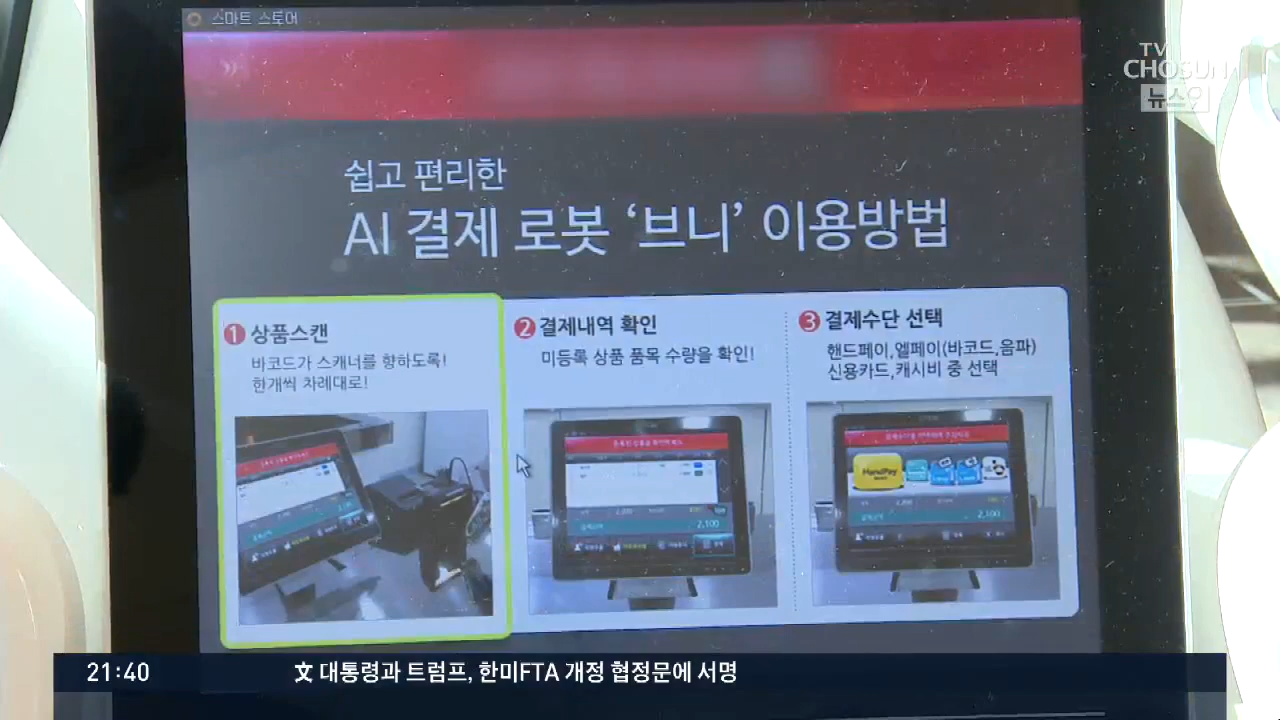 스마트 스토어
TV
CHOSUN
뉴스9
쉽고 편리한
AI 결제 로봇 ‘브니’ 이용방법
1 상품스캔
바코드가 스캐너를 향하도록!
한개씩 차례대로!
2 결제내역 확인
미등록 상품 품목 수량을 확인!
3 결제수단 선택
핸드페이,엘페이(바코드,음파)
신용카드,캐시비 중 선택
HandPay
2,100
2,100
21:40
文 대통령과 트럼프, 한미FTA 개정 협정문에 서명